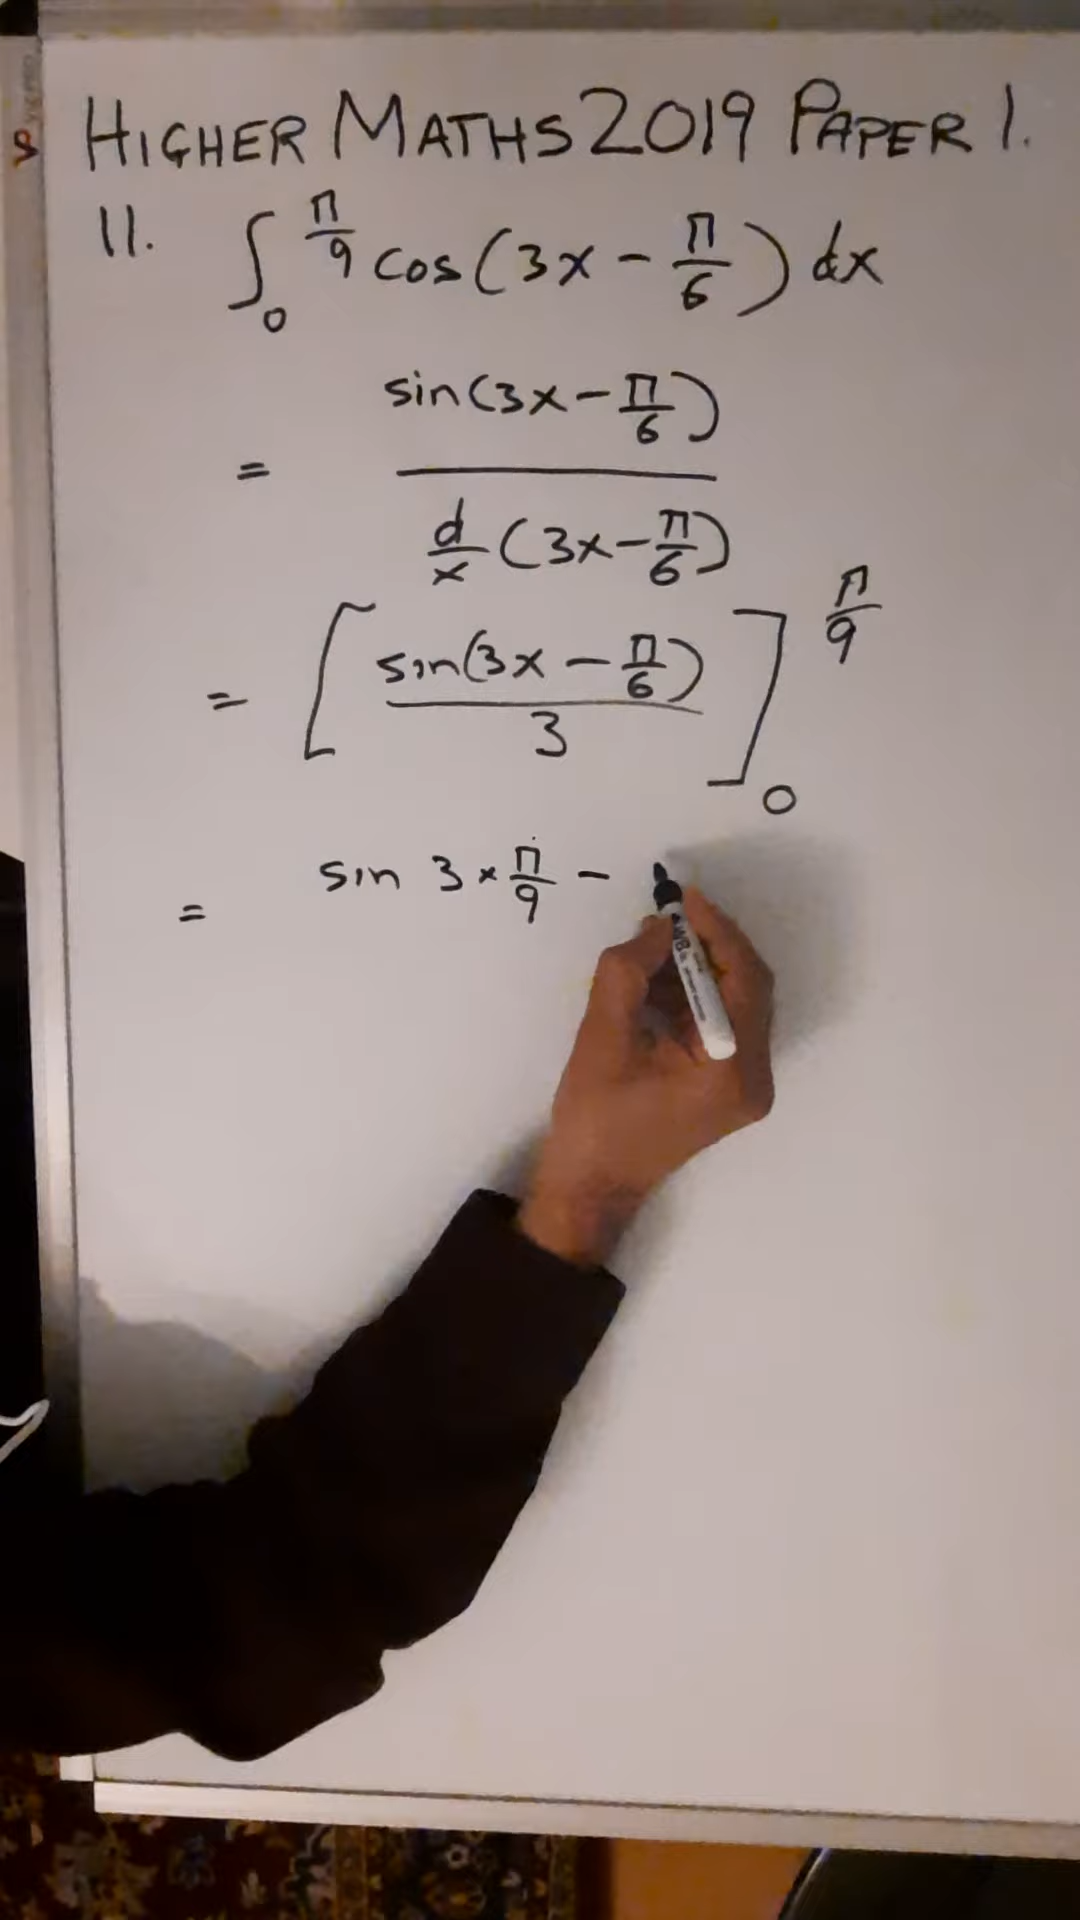 HIGHER MATHS 2019 PAPER 1.
11. ∫₀^(π/9) cos(3x − π/6) dx
= sin(3x − π/6) / d/x (3x − π/6)
= [ sin(3x − π/6) / 3 ]₀^(π/9)
= sin 3 × π/9 −